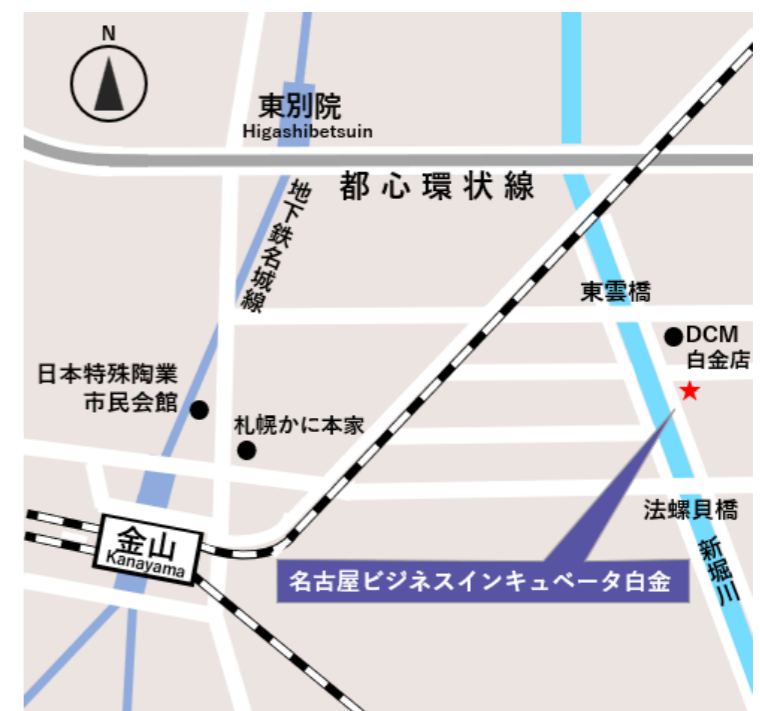 N
東別院
Higashibetsuin
都心環状線
地下鉄名城線
東雲橋
DCM
白金店
日本特殊陶業
市民会館
札幌かに本家
法螺貝橋
金山
Kanayama
名古屋ビジネスインキュベータ白金
新堀川